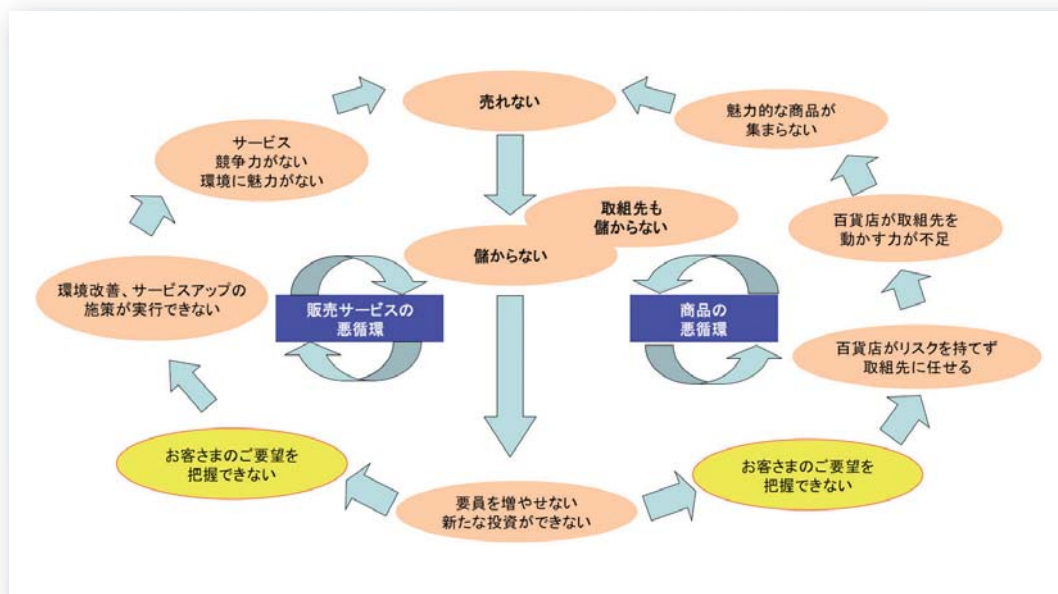 売れない
魅力的な商品が
集まらない
サービス
競争力がない
環境に魅力がない
取組先も
儲からない
百貨店が取組先を
動かす力が不足
儲からない
環境改善、サービスアップの
施策が実行できない
販売サービスの
悪循環
商品の
悪循環
百貨店がリスクを持てず
取組先に任せる
お客さまのご要望を
把握できない
お客さまのご要望を
把握できない
要員を増やせない
新たな投資ができない